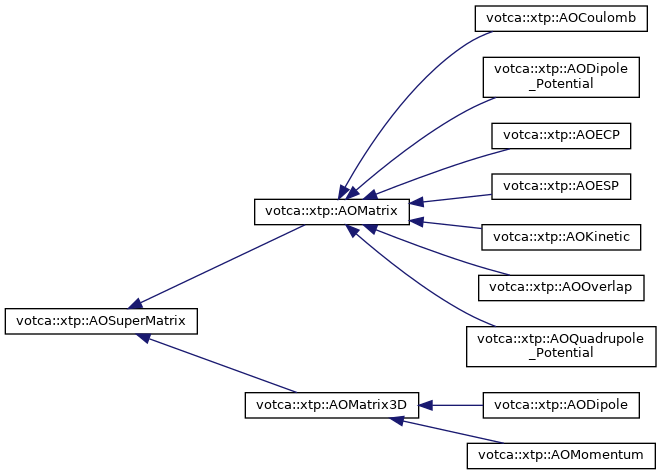 votca::xtp::AOCoulomb
votca::xtp::AODipole
_Potential
votca::xtp::AOECP
votca::xtp::AOESP
votca::xtp::AOMatrix
votca::xtp::AOKinetic
votca::xtp::AOOverlap
votca::xtp::AOSuperMatrix
votca::xtp::AOQuadrupole
_Potential
votca::xtp::AOMatrix3D
votca::xtp::AODipole
votca::xtp::AOMomentum